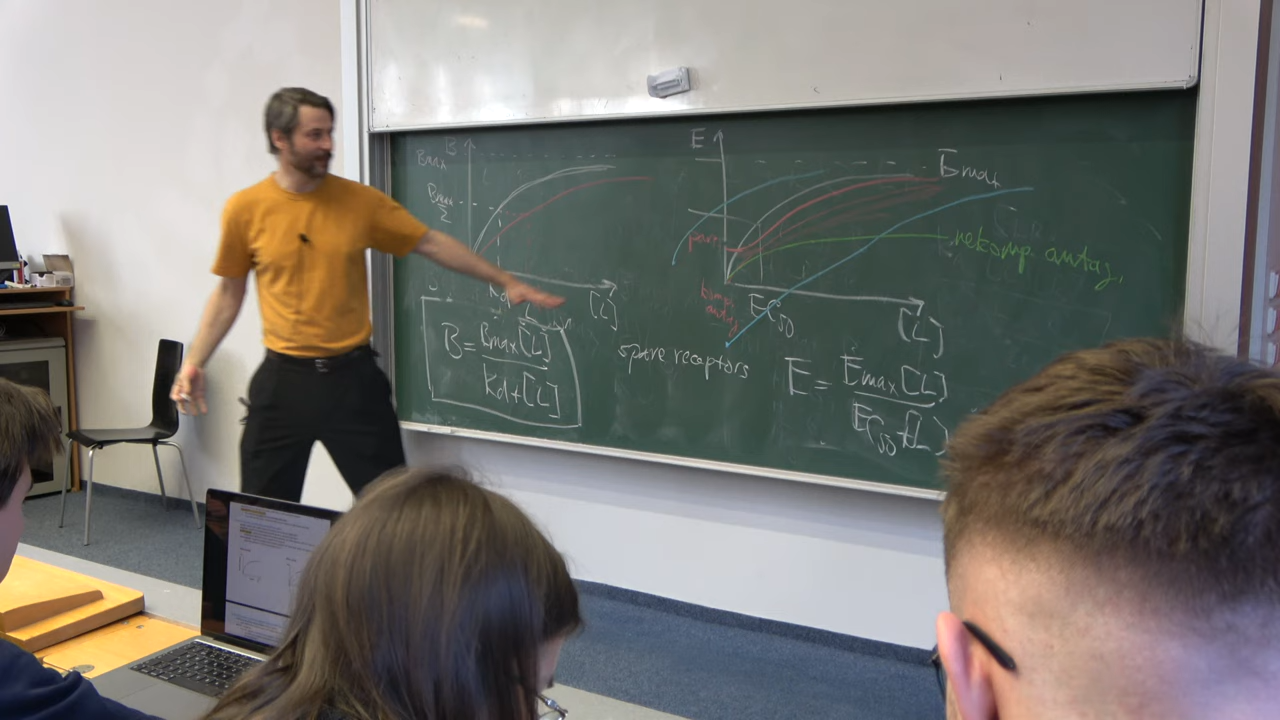 B
Bmax
Bmax
2
Kd
[L]
B = Bmax[L]
Kd+[L]
spare receptors
E
Emax
parc.
nekomp. antag.
komp.
antag.
EC50
[L]
E = Emax[L]
EC50+[L]